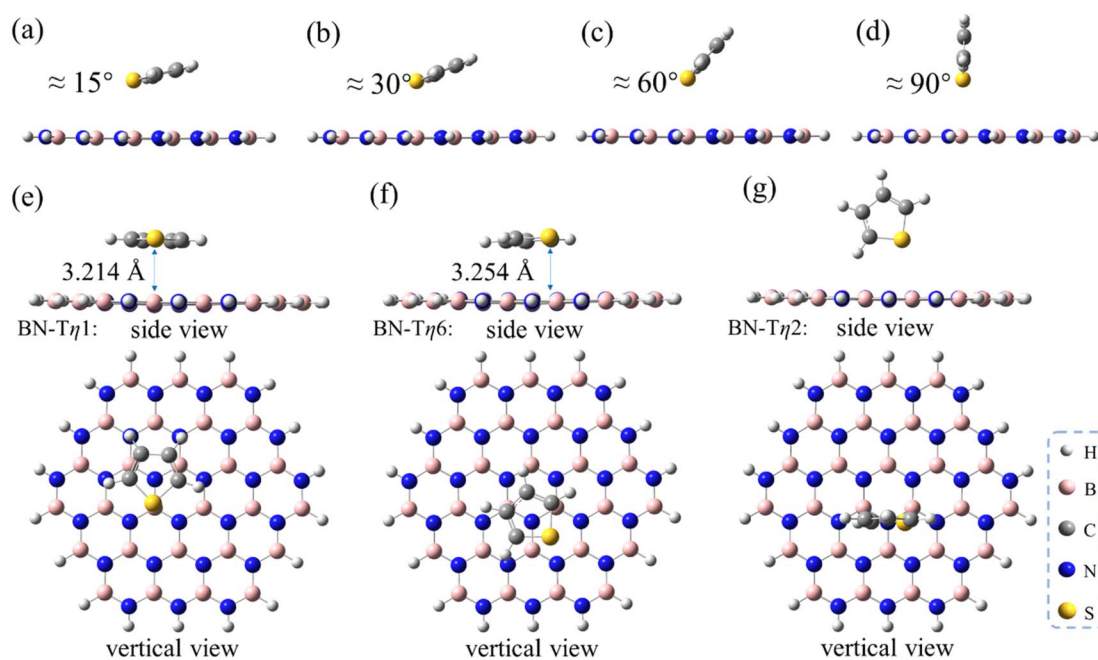 (a)
(b)
(c)
(d)
≈ 15°
≈ 30°
≈ 60°
≈ 90°
(e)
(f)
(g)
3.214 Å
3.254 Å
BN-Tη1: side view
BN-Tη6: side view
BN-Tη2: side view
vertical view
vertical view
vertical view
H
B
C
N
S